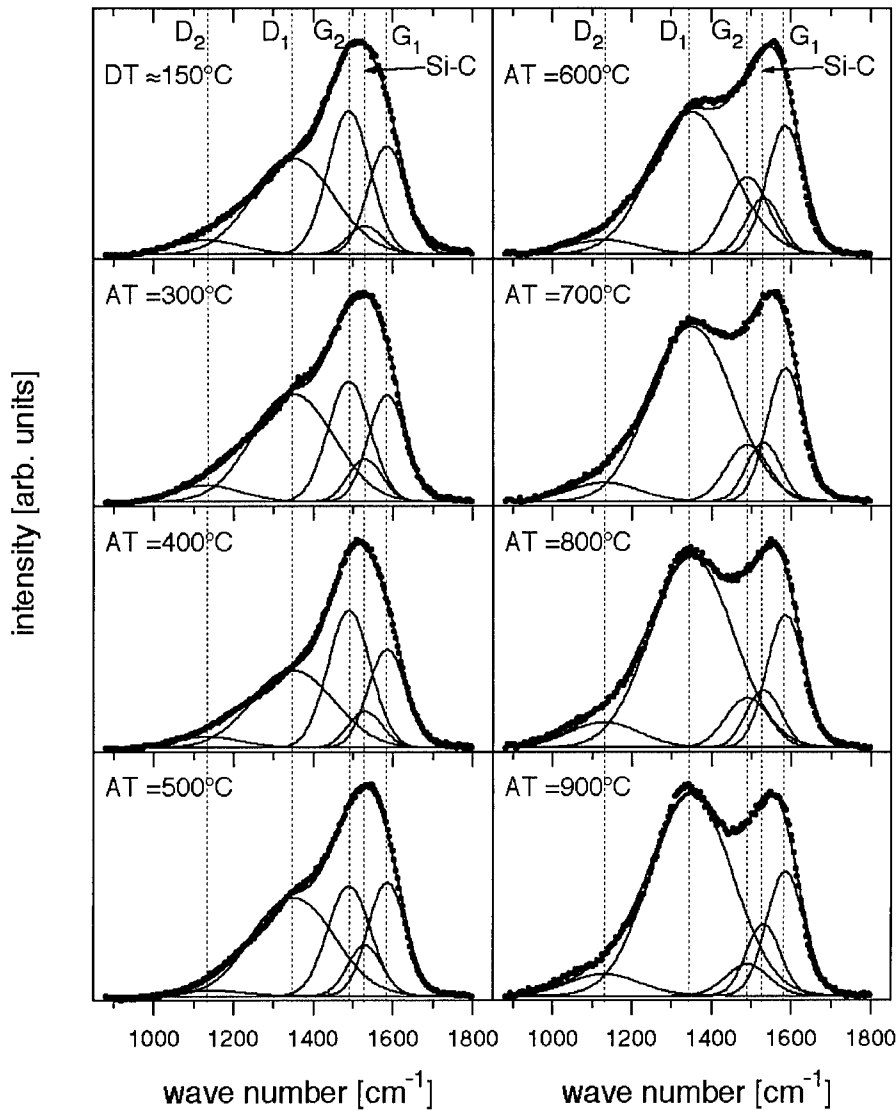 D2 D1 G2 G1
Si-C
DT ≈150°C
D2 D1 G2 G1
Si-C
AT =600°C
AT =300°C
AT =700°C
AT =400°C
AT =800°C
AT =500°C
AT =900°C
intensity [arb. units]
1000 1200 1400 1600 1000 1200 1400 1600 1800
wave number [cm-1] wave number [cm-1]